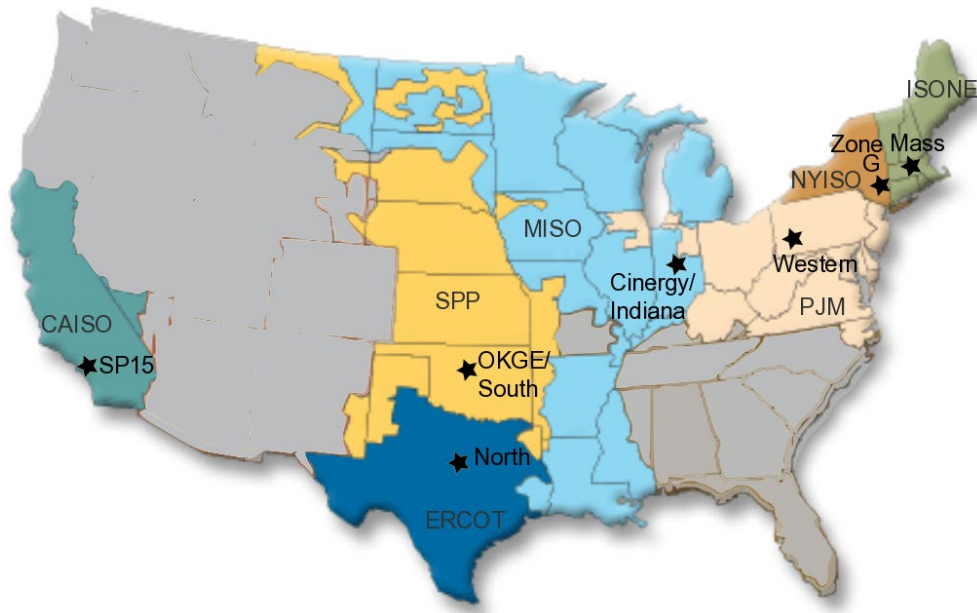 ISONE
Zone
G
Mass
NYISO
MISO
Western
Cinergy/
Indiana
PJM
SPP
CAISO
SP15
OKGE/
South
North
ERCOT